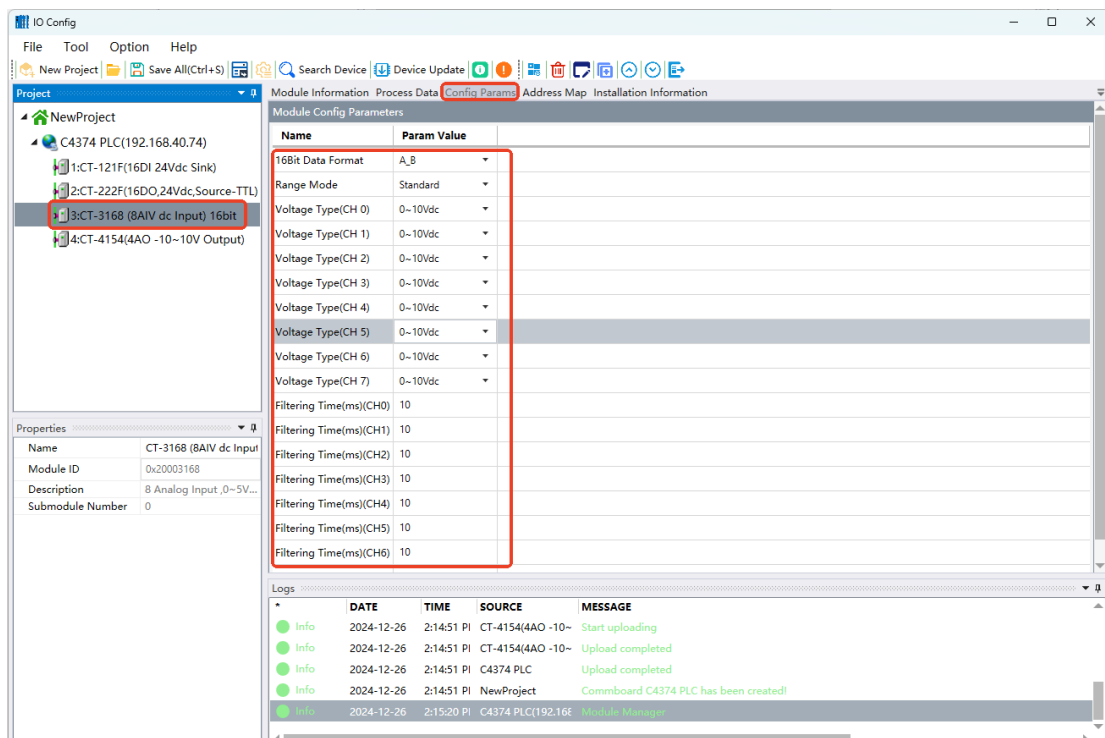 IO Config
File Tool Option Help
New Project Save All(Ctrl+S) Search Device Device Update
Project
NewProject
C4374 PLC(192.168.40.74)
1:CT-121F(16DI 24Vdc Sink)
2:CT-222F(16DO,24Vdc,Source-TTL)
3:CT-3168 (8AIV dc Input) 16bit
4:CT-4154(4AO -10~10V Output)
Properties
Name CT-3168 (8AIV dc Input
Module ID 0x20003168
Description 8 Analog Input ,0~5V...
Submodule Number 0
Module Information Process Data Config Params Address Map Installation Information
Module Config Parameters
Name Param Value
16Bit Data Format A_B
Range Mode Standard
Voltage Type(CH 0) 0~10Vdc
Voltage Type(CH 1) 0~10Vdc
Voltage Type(CH 2) 0~10Vdc
Voltage Type(CH 3) 0~10Vdc
Voltage Type(CH 4) 0~10Vdc
Voltage Type(CH 5) 0~10Vdc
Voltage Type(CH 6) 0~10Vdc
Voltage Type(CH 7) 0~10Vdc
Filtering Time(ms)(CH0) 10
Filtering Time(ms)(CH1) 10
Filtering Time(ms)(CH2) 10
Filtering Time(ms)(CH3) 10
Filtering Time(ms)(CH4) 10
Filtering Time(ms)(CH5) 10
Filtering Time(ms)(CH6) 10
Logs
* DATE TIME SOURCE MESSAGE
Info 2024-12-26 2:14:51 PI CT-4154(4AO -10~ Start uploading
Info 2024-12-26 2:14:51 PI CT-4154(4AO -10~ Upload completed
Info 2024-12-26 2:14:51 PI C4374 PLC Upload completed
Info 2024-12-26 2:14:51 PI NewProject Commboard C4374 PLC has been created!
Info 2024-12-26 2:15:20 PI C4374 PLC(192.168 Module Manager